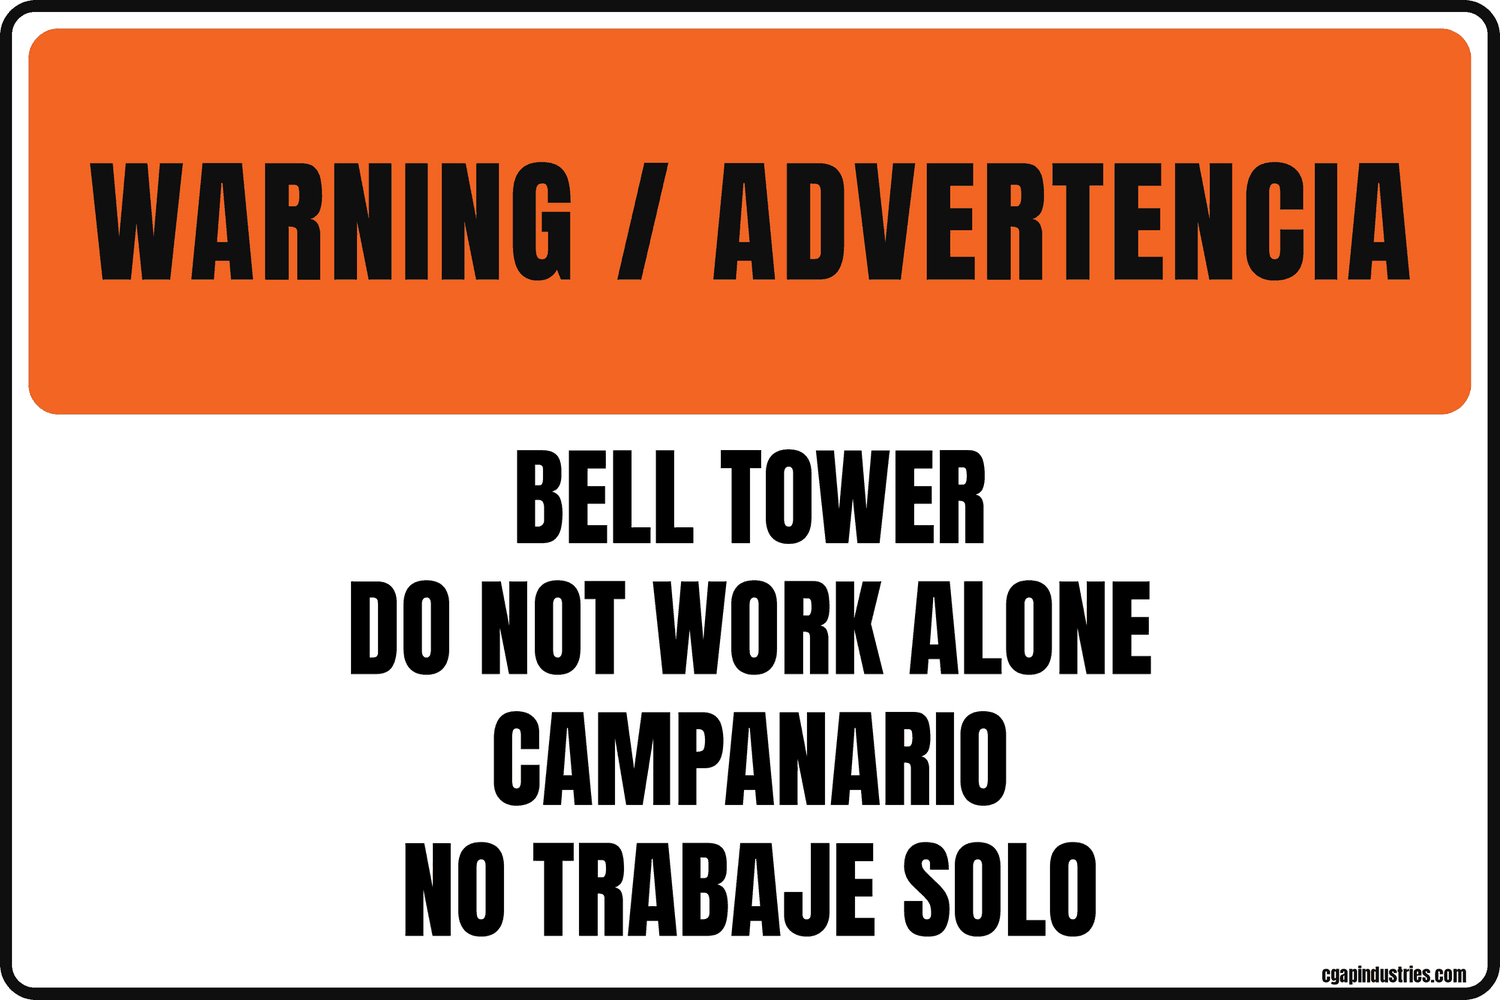 WARNING / ADVERTENCIA
BELL TOWER
DO NOT WORK ALONE
CAMPANARIO
NO TRABAJE SOLO
cgapindustries.com